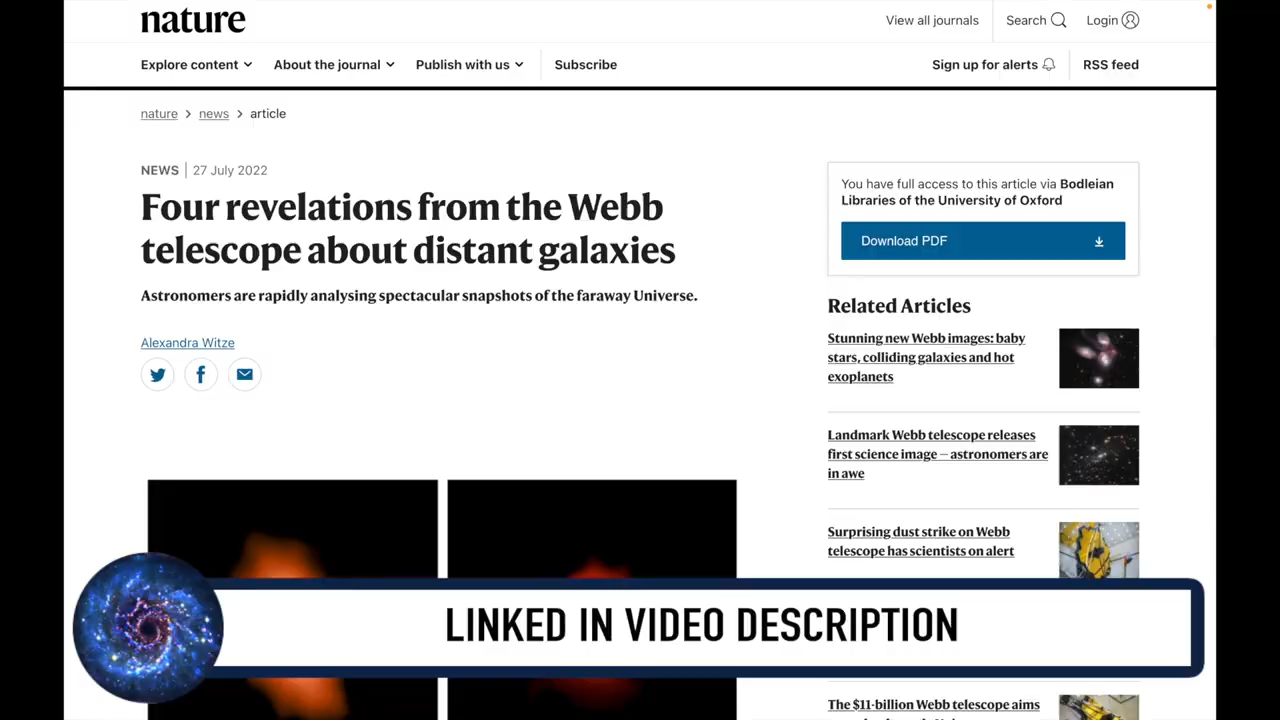 nature
View all journals
Search
Login
Explore content
About the journal
Publish with us
Subscribe
Sign up for alerts
RSS feed
nature > news > article
NEWS | 27 July 2022
Four revelations from the Webb
telescope about distant galaxies
Astronomers are rapidly analysing spectacular snapshots of the faraway Universe.
Alexandra Witze
You have full access to this article via Bodleian
Libraries of the University of Oxford
Download PDF
Related Articles
Stunning new Webb images: baby
stars, colliding galaxies and hot
exoplanets
Landmark Webb telescope releases
first science image — astronomers are
in awe
Surprising dust strike on Webb
telescope has scientists on alert
The $11-billion Webb telescope aims
LINKED IN VIDEO DESCRIPTION